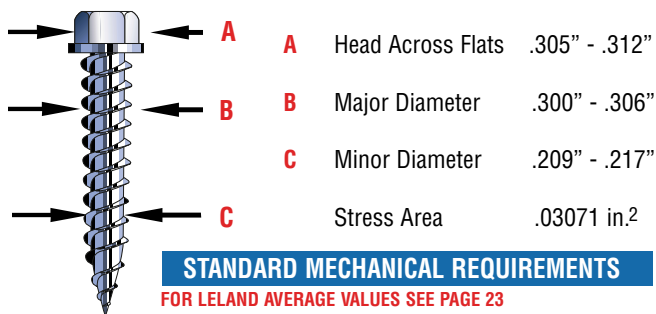 A
B
C
A Head Across Flats .305” - .312”
B Major Diameter .300” - .306”
C Minor Diameter .209” - .217”
Stress Area .03071 in.2
STANDARD MECHANICAL REQUIREMENTS
FOR LELAND AVERAGE VALUES SEE PAGE 23